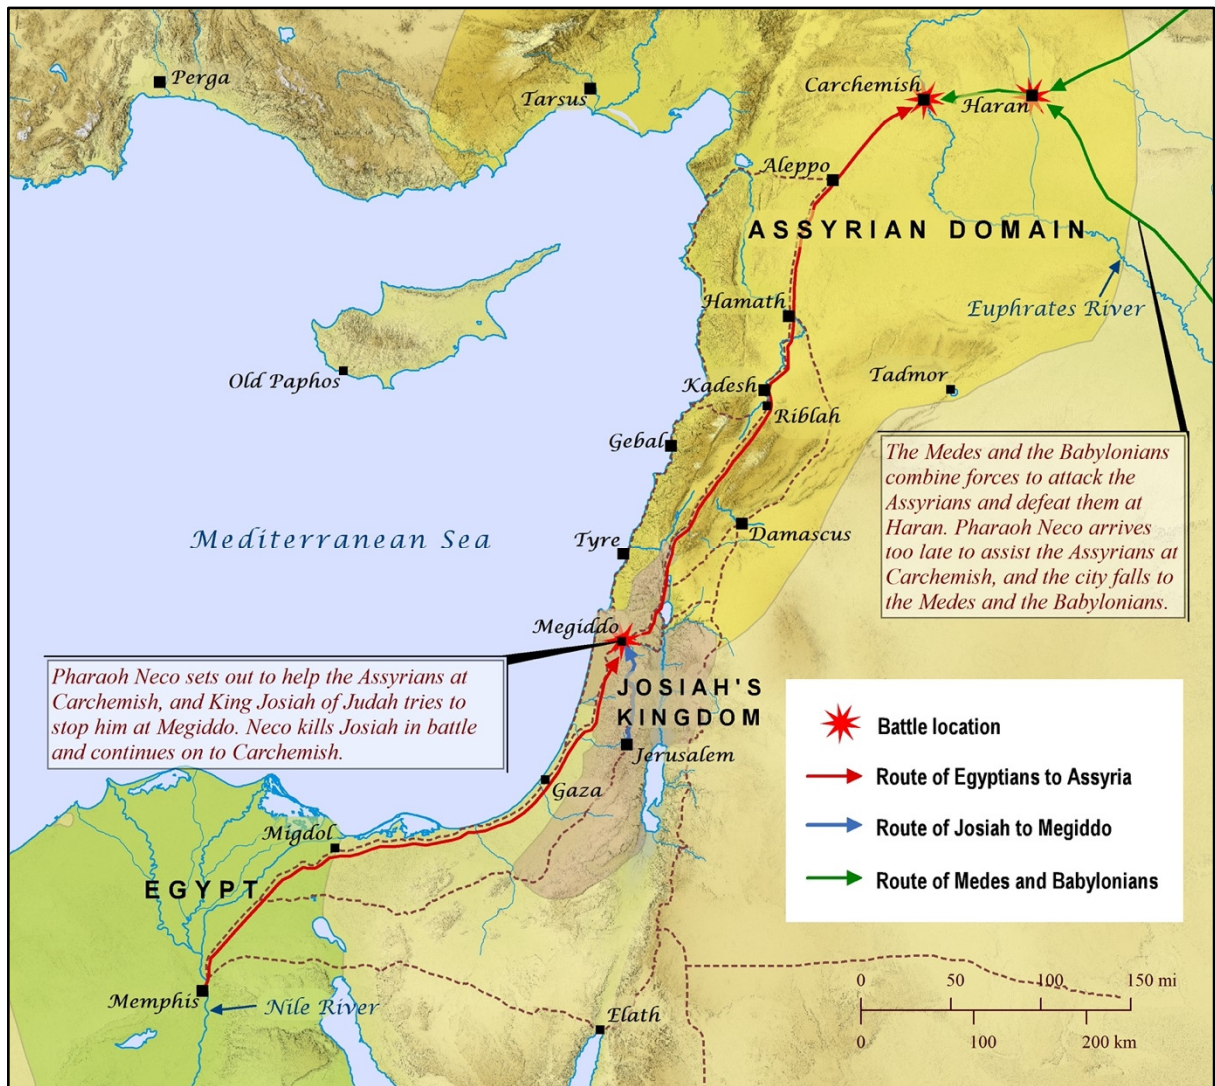 Perga
Tarsus
Carchemish
Haran
Aleppo
ASSYRIAN DOMAIN
Hamath
Euphrates River
Old Paphos
Kadesh
Tadmor
Riblah
Gebal
The Medes and the Babylonians
combine forces to attack the
Assyrians and defeat them at
Haran. Pharaoh Neco arrives
too late to assist the Assyrians at
Carchemish, and the city falls to
the Medes and the Babylonians.
Mediterranean Sea
Tyre
Damascus
Megiddo
Pharaoh Neco sets out to help the Assyrians at
Carchemish, and King Josiah of Judah tries to
stop him at Megiddo. Neco kills Josiah in battle
and continues on to Carchemish.
JOSIAH'S
KINGDOM
Jerusalem
Gaza
Migdol
EGYPT
Memphis
Nile River
Elath
Battle location
Route of Egyptians to Assyria
Route of Josiah to Megiddo
Route of Medes and Babylonians
0 50 100 150 mi
0 100 200 km